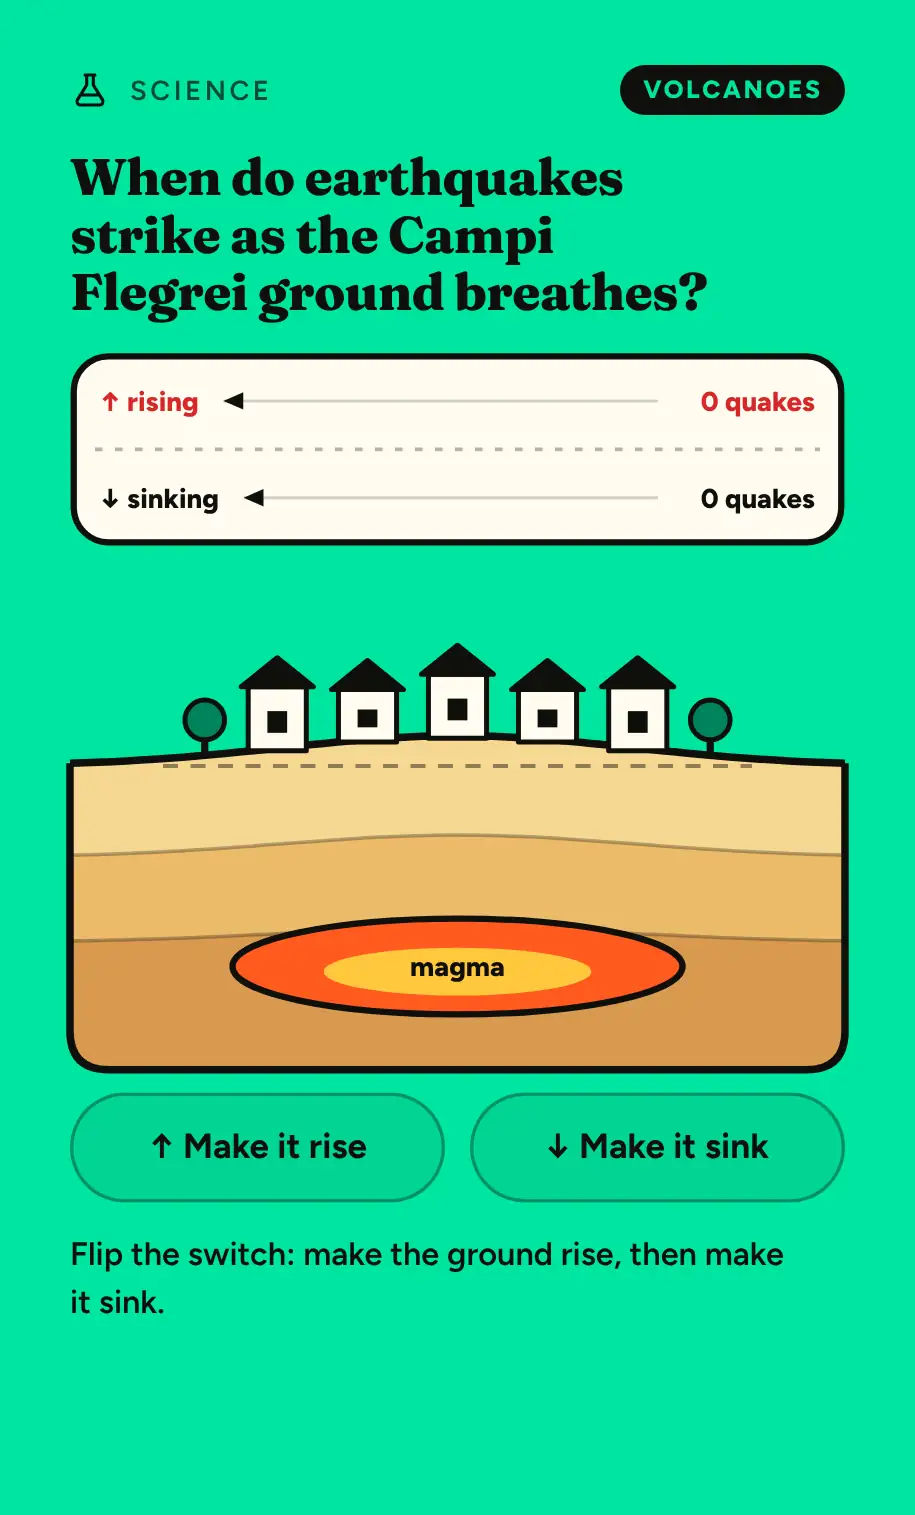 SCIENCE
VOLCANOES
When do earthquakes
strike as the Campi
Flegrei ground breathes?
↑ rising
0 quakes
↓ sinking
0 quakes
magma
↑ Make it rise
↓ Make it sink
Flip the switch: make the ground rise, then make
it sink.